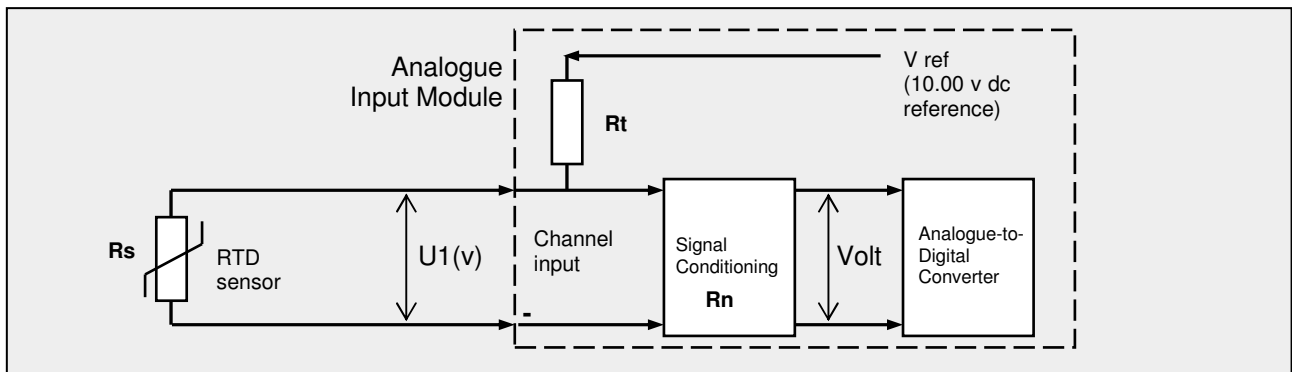 Analogue
Input Module
V ref
(10.00 v dc
reference)
Rt
Rs
RTD
sensor
U1(v)
Channel
input
-
Signal
Conditioning
Rn
Volt
Analogue-to-
Digital
Converter